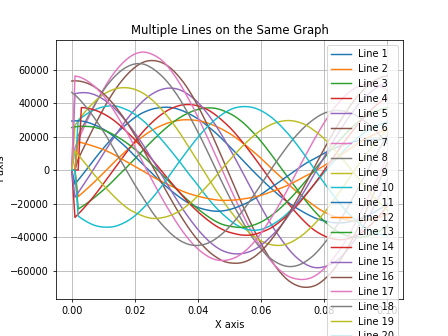 Multiple Lines on the Same Graph
60000
40000
20000
0
−20000
−40000
−60000
0.00
0.02
0.04
0.06
X axis
axis
Line 1
Line 2
Line 3
Line 4
Line 5
Line 6
Line 7
Line 8
Line 9
Line 10
Line 11
Line 12
Line 13
Line 14
Line 15
Line 16
Line 17
Line 18
Line 19
Line 20